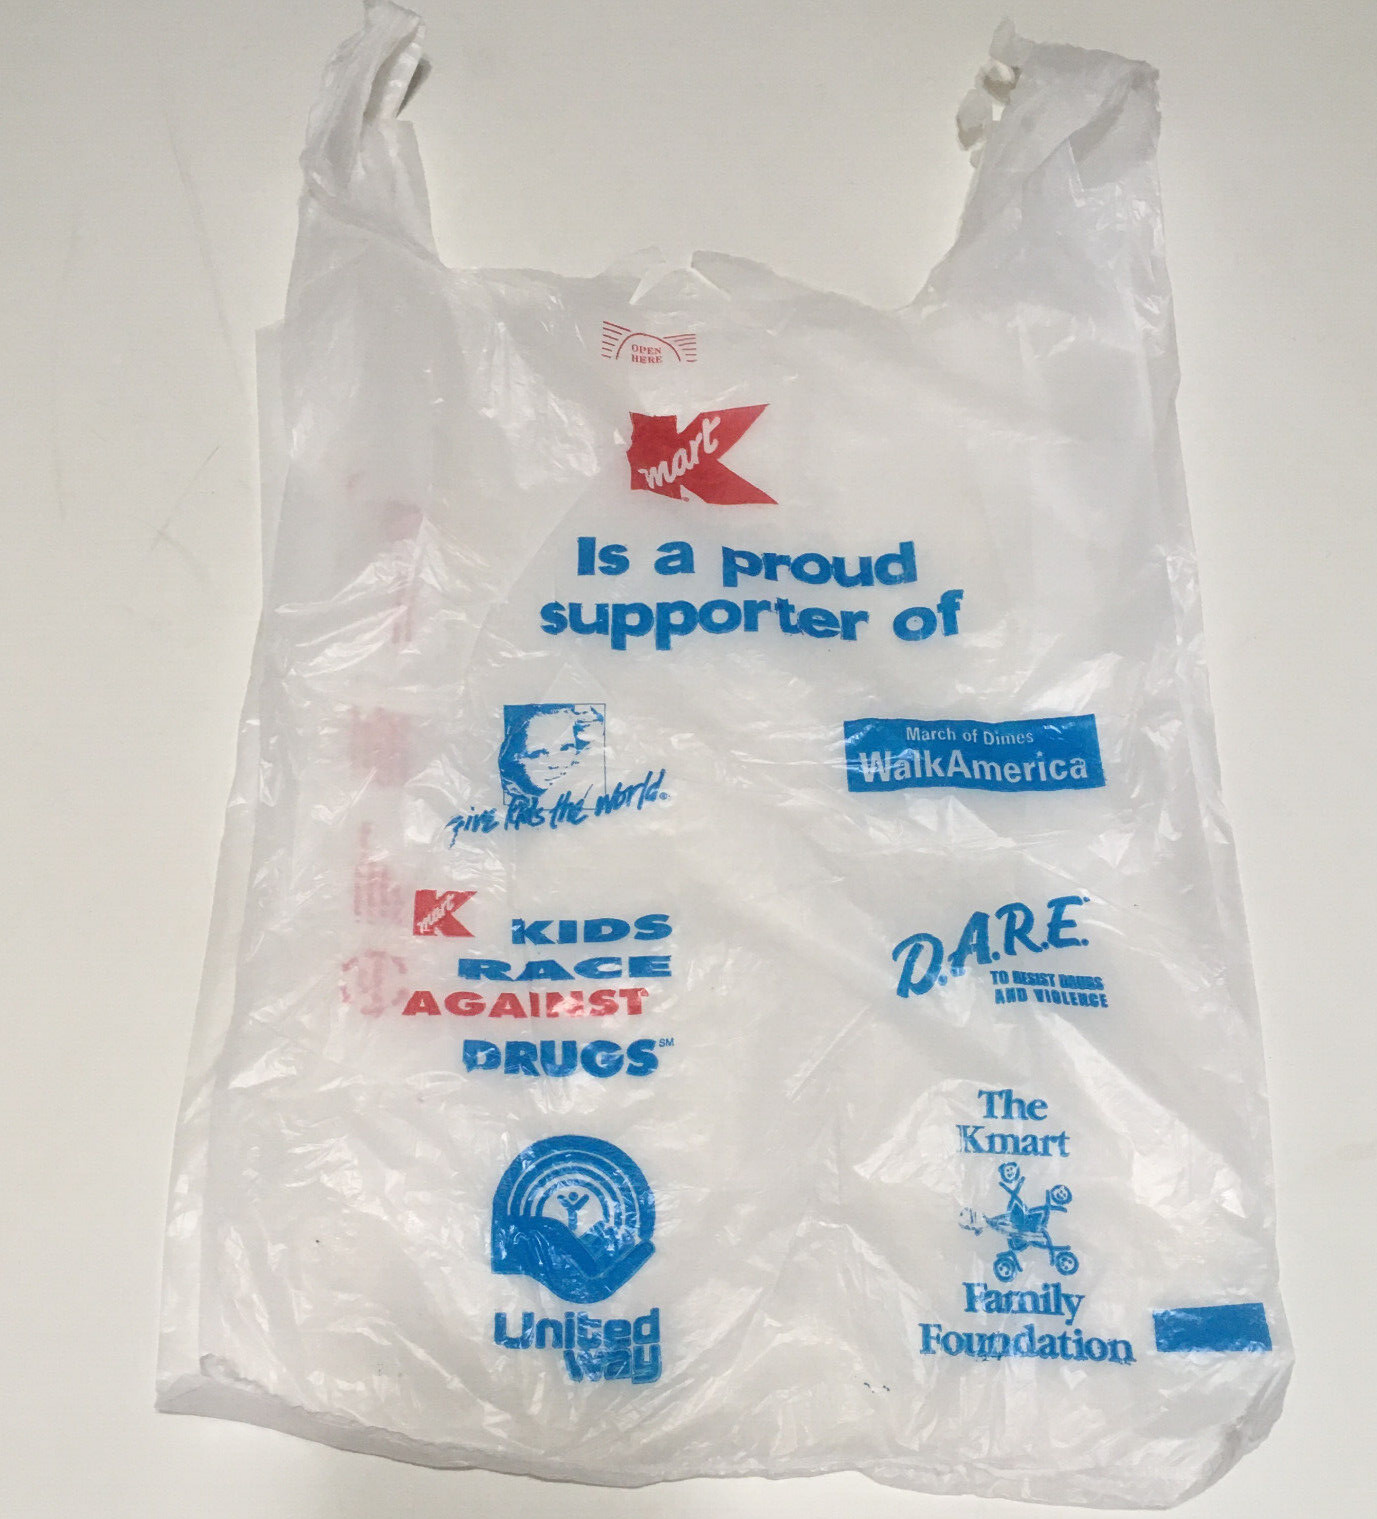 OPEN
HERE
Kmart
Is a proud
supporter of
give kids the world®
March of Dimes
WalkAmerica
Kmart
KIDS
RACE
AGAINST
DRUGS℠
D.A.R.E.
TO RESIST DRUGS
AND VIOLENCE
United
Way
The
Kmart
Family
Foundation